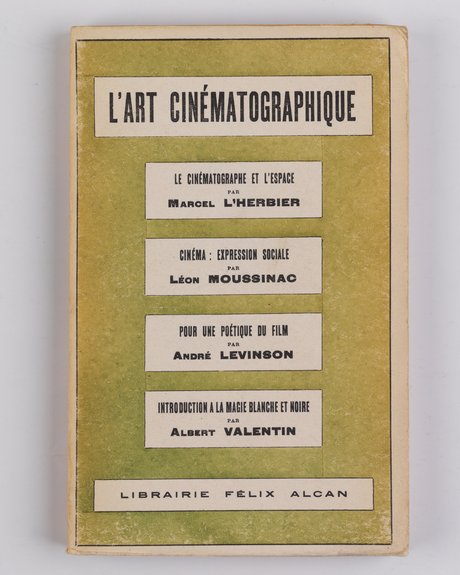 L'ART CINÉMATOGRAPHIQUE
LE CINÉMATOGRAPHE ET L'ESPACE
PAR
MARCEL L'HERBIER
CINÉMA : EXPRESSION SOCIALE
PAR
LÉON MOUSSINAC
POUR UNE POÉTIQUE DU FILM
PAR
ANDRÉ LEVINSON
INTRODUCTION A LA MAGIE BLANCHE ET NOIRE
PAR
ALBERT VALENTIN
LIBRAIRIE FÉLIX ALCAN